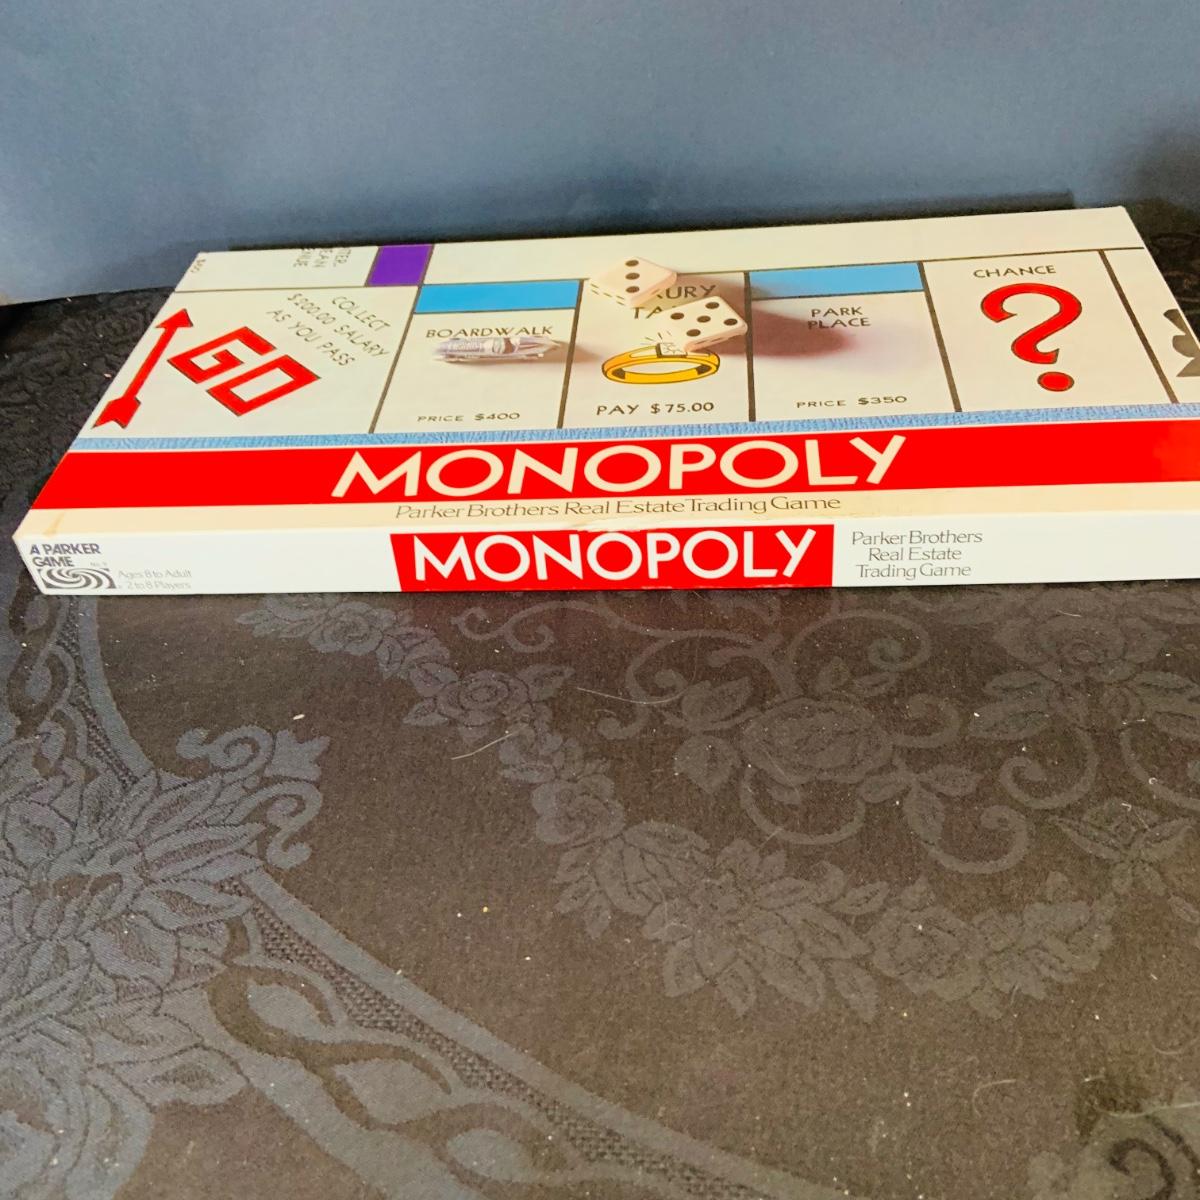 COLLECT
$200.00 SALARY
AS YOU PASS
GO
BOARDWALK
PRICE $400
PAY $75.00
PARK
PLACE
PRICE $350
CHANCE
MONOPOLY
Parker Brothers Real Estate Trading Game
A PARKER
GAME
Ages 8 to Adult
2 to 8 Players
MONOPOLY
Parker Brothers
Real Estate
Trading Game